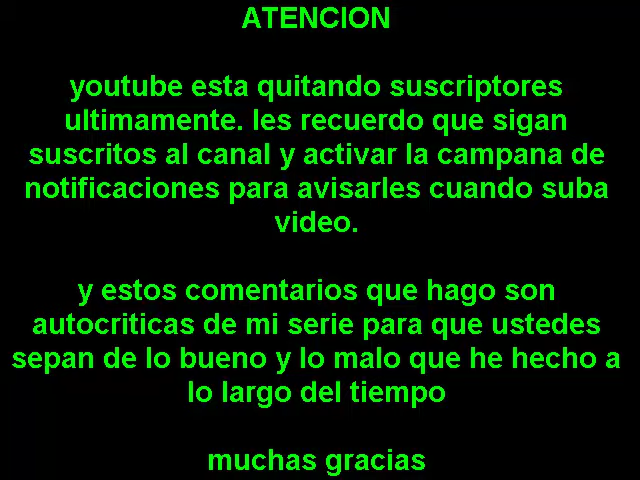 ATENCION
youtube esta quitando suscriptores
ultimamente. les recuerdo que sigan
suscritos al canal y activar la campana de
notificaciones para avisarles cuando suba
video.
y estos comentarios que hago son
autocriticas de mi serie para que ustedes
sepan de lo bueno y lo malo que he hecho a
lo largo del tiempo
muchas gracias